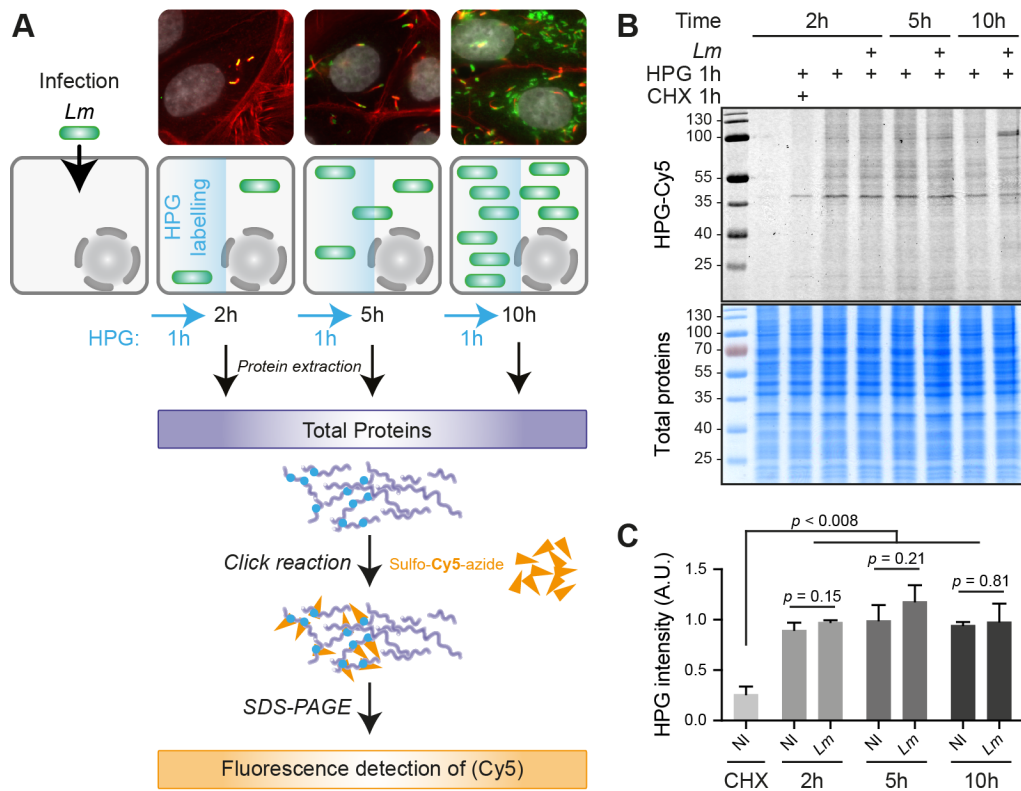 A
Infection
Lm
HPG
labelling
2h
5h
10h
HPG:
1h
1h
1h
Protein extraction
Total Proteins
Click reaction
Sulfo-Cy5-azide
SDS-PAGE
Fluorescence detection of (Cy5)
B
Time 2h 5h 10h
Lm + + +
HPG 1h + + + + + + +
CHX 1h +
HPG-Cy5
130
100
55
35
40
25
Total proteins
130
100
70
55
35
40
25
C
p < 0.008
p = 0.21
p = 0.15
p = 0.81
HPG intensity (A.U.)
1.5
1.0
0.5
0.0
NI NI Lm NI Lm NI Lm
CHX 2h 5h 10h